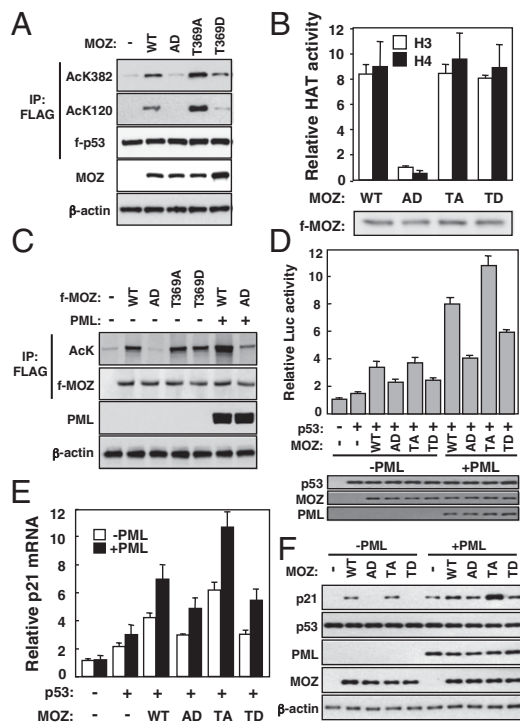 A
MOZ: - WT AD T369A T369D
IP: FLAG
AcK382
AcK120
f-p53
MOZ
β-actin
B
Relative HAT activity
12
10
8
6
4
2
0
H3
H4
MOZ: WT AD TA TD
f-MOZ:
C
f-MOZ: - WT AD T369A T369D WT AD
PML: - - - - - + +
IP: FLAG
AcK
f-MOZ
PML
β-actin
D
Relative Luc activity
12
10
8
6
4
2
0
p53: - + + + + + + + + +
MOZ: - - WT AD TA TD WT AD TA TD
-PML +PML
p53
MOZ
PML
E
Relative p21 mRNA
12
10
8
6
4
2
0
-PML
+PML
p53: - + + + + +
MOZ: - - WT AD TA TD
F
-PML +PML
MOZ: - WT AD TA TD - WT AD TA TD
p21
p53
PML
MOZ
β-actin